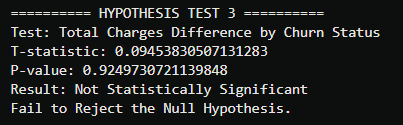 ========== HYPOTHESIS TEST 3 ==========
Test: Total Charges Difference by Churn Status
T-statistic: 0.09453830507131283
P-value: 0.9249730721139848
Result: Not Statistically Significant
Fail to Reject the Null Hypothesis.